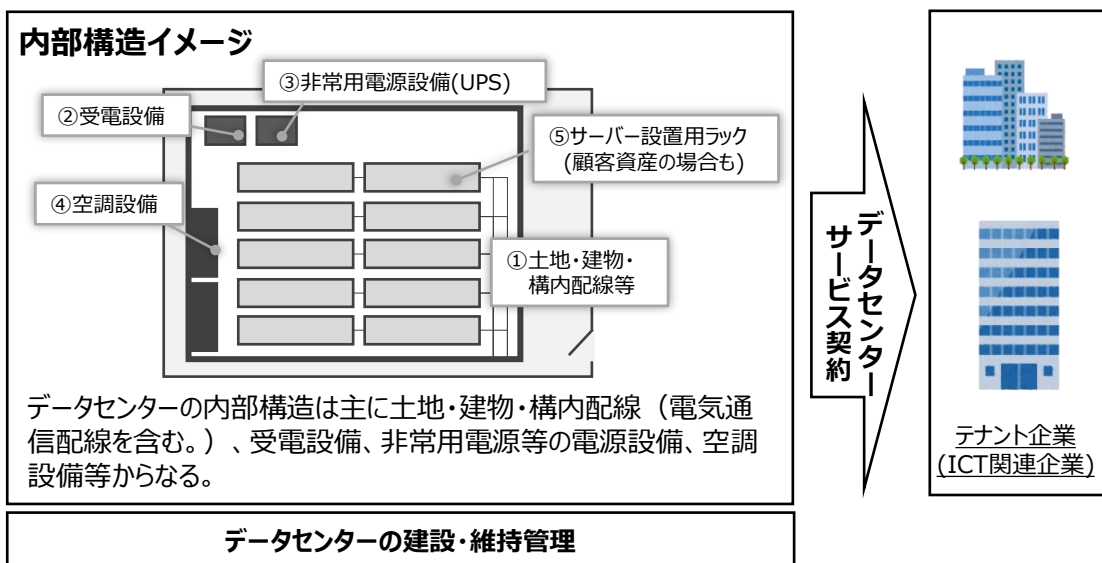 内部構造イメージ
③非常用電源設備(UPS)
②受電設備
⑤サーバー設置用ラック
(顧客資産の場合も)
④空調設備
①土地・建物・
構内配線等
データセンターの内部構造は主に土地・建物・構内配線（電気通
信配線を含む。）、受電設備、非常用電源等の電源設備、空調
設備等からなる。
データセンターの建設・維持管理
データセンター
サービス契約
テナント企業
(ICT関連企業)